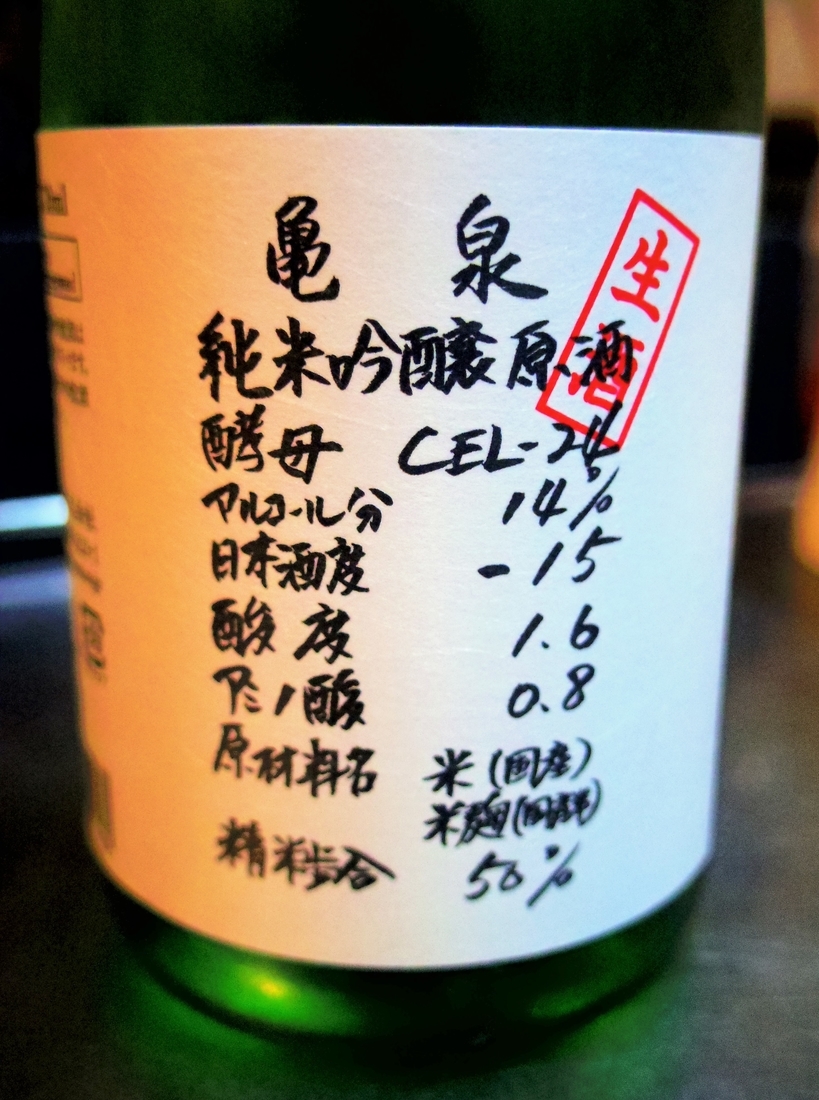 亀泉
生酒
純米吟醸原酒
酵母 CEL-24
アルコール分 14%
日本酒度 -15
酸度 1.6
アミノ酸 0.8
原材料名 米(国産)
米麹(国産)
精米歩合 50%